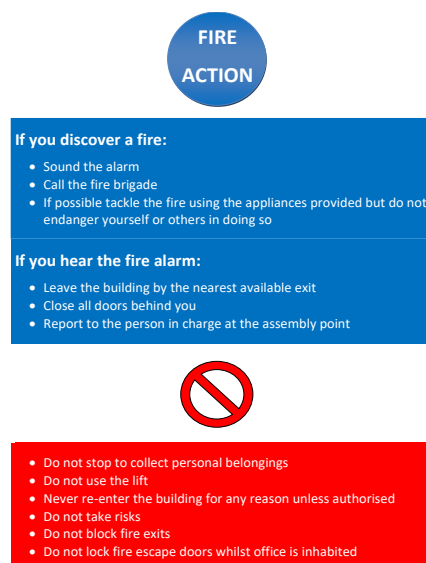 FIRE
ACTION
If you discover a fire:
• Sound the alarm
• Call the fire brigade
• If possible tackle the fire using the appliances provided but do not
endanger yourself or others in doing so
If you hear the fire alarm:
• Leave the building by the nearest available exit
• Close all doors behind you
• Report to the person in charge at the assembly point
• Do not stop to collect personal belongings
• Do not use the lift
• Never re-enter the building for any reason unless authorised
• Do not take risks
• Do not block fire exits
• Do not lock fire escape doors whilst office is inhabited